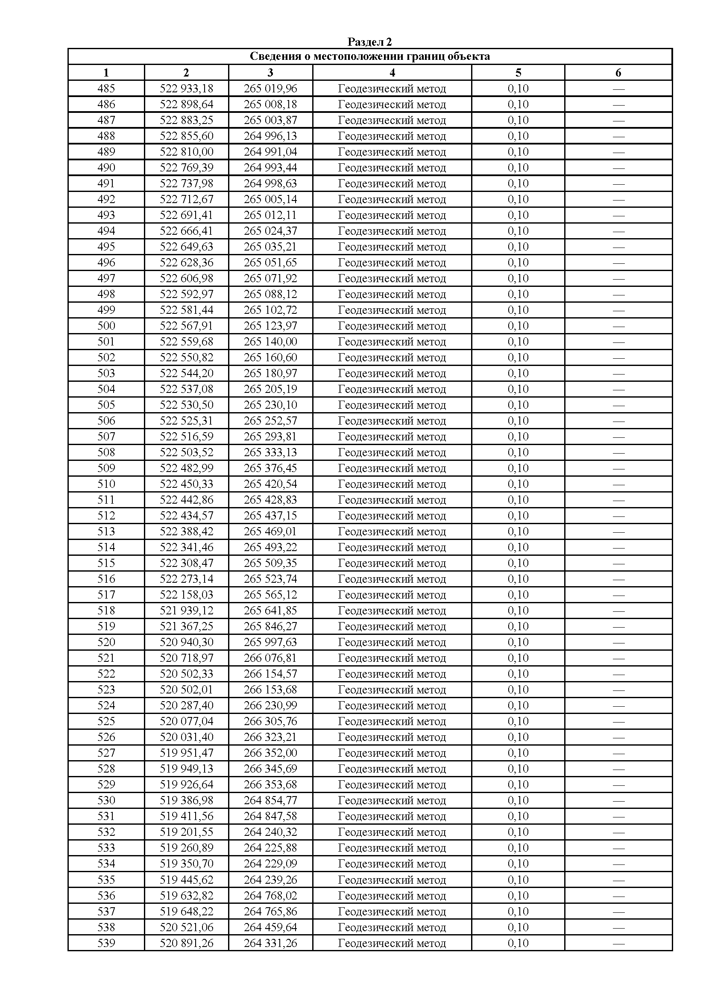 Раздел 2
Сведения о местоположении границ объекта
1 2 3 4 5 6
485 522 933,18 265 019,96 Геодезический метод 0,10 —
486 522 898,64 265 008,18 Геодезический метод 0,10 —
487 522 883,25 265 003,87 Геодезический метод 0,10 —
488 522 855,60 264 996,13 Геодезический метод 0,10 —
489 522 810,00 264 991,04 Геодезический метод 0,10 —
490 522 769,39 264 993,44 Геодезический метод 0,10 —
491 522 737,98 264 998,63 Геодезический метод 0,10 —
492 522 712,67 265 005,14 Геодезический метод 0,10 —
493 522 691,41 265 012,11 Геодезический метод 0,10 —
494 522 666,41 265 024,37 Геодезический метод 0,10 —
495 522 649,63 265 035,21 Геодезический метод 0,10 —
496 522 628,36 265 051,65 Геодезический метод 0,10 —
497 522 606,98 265 071,92 Геодезический метод 0,10 —
498 522 592,97 265 088,12 Геодезический метод 0,10 —
499 522 581,44 265 102,72 Геодезический метод 0,10 —
500 522 567,91 265 123,97 Геодезический метод 0,10 —
501 522 559,68 265 140,00 Геодезический метод 0,10 —
502 522 550,82 265 160,60 Геодезический метод 0,10 —
503 522 544,20 265 180,97 Геодезический метод 0,10 —
504 522 537,08 265 205,19 Геодезический метод 0,10 —
505 522 530,50 265 230,10 Геодезический метод 0,10 —
506 522 525,31 265 252,57 Геодезический метод 0,10 —
507 522 516,59 265 293,81 Геодезический метод 0,10 —
508 522 503,52 265 333,13 Геодезический метод 0,10 —
509 522 482,99 265 376,45 Геодезический метод 0,10 —
510 522 450,33 265 420,54 Геодезический метод 0,10 —
511 522 442,86 265 428,83 Геодезический метод 0,10 —
512 522 434,57 265 437,15 Геодезический метод 0,10 —
513 522 388,42 265 469,01 Геодезический метод 0,10 —
514 522 341,46 265 493,22 Геодезический метод 0,10 —
515 522 308,47 265 509,35 Геодезический метод 0,10 —
516 522 273,14 265 523,74 Геодезический метод 0,10 —
517 522 158,03 265 565,12 Геодезический метод 0,10 —
518 521 939,12 265 641,85 Геодезический метод 0,10 —
519 521 367,25 265 846,27 Геодезический метод 0,10 —
520 520 940,30 265 997,63 Геодезический метод 0,10 —
521 520 718,97 266 076,81 Геодезический метод 0,10 —
522 520 502,33 266 154,57 Геодезический метод 0,10 —
523 520 502,01 266 153,68 Геодезический метод 0,10 —
524 520 287,40 266 230,99 Геодезический метод 0,10 —
525 520 077,04 266 305,76 Геодезический метод 0,10 —
526 520 031,40 266 323,21 Геодезический метод 0,10 —
527 519 951,47 266 352,00 Геодезический метод 0,10 —
528 519 949,13 266 345,69 Геодезический метод 0,10 —
529 519 926,64 266 353,68 Геодезический метод 0,10 —
530 519 386,98 264 854,77 Геодезический метод 0,10 —
531 519 411,56 264 847,58 Геодезический метод 0,10 —
532 519 201,55 264 240,32 Геодезический метод 0,10 —
533 519 260,89 264 225,88 Геодезический метод 0,10 —
534 519 350,70 264 229,09 Геодезический метод 0,10 —
535 519 445,62 264 239,26 Геодезический метод 0,10 —
536 519 632,82 264 768,02 Геодезический метод 0,10 —
537 519 648,22 264 765,86 Геодезический метод 0,10 —
538 520 521,06 264 459,64 Геодезический метод 0,10 —
539 520 891,26 264 331,26 Геодезический метод 0,10 —